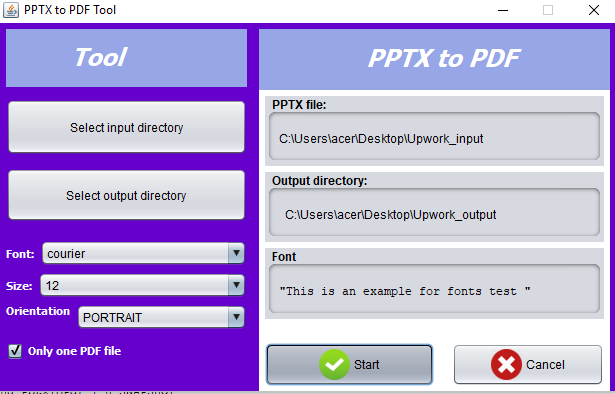 PPTX to PDF Tool
Tool
PPTX to PDF
Select input directory
Select output directory
Font: courier
Size: 12
Orientation PORTRAIT
Only one PDF file
PPTX file:
C:\Users\acer\Desktop\Upwork_input
Output directory:
C:\Users\acer\Desktop\Upwork_output
Font
"This is an example for fonts test "
Start
Cancel